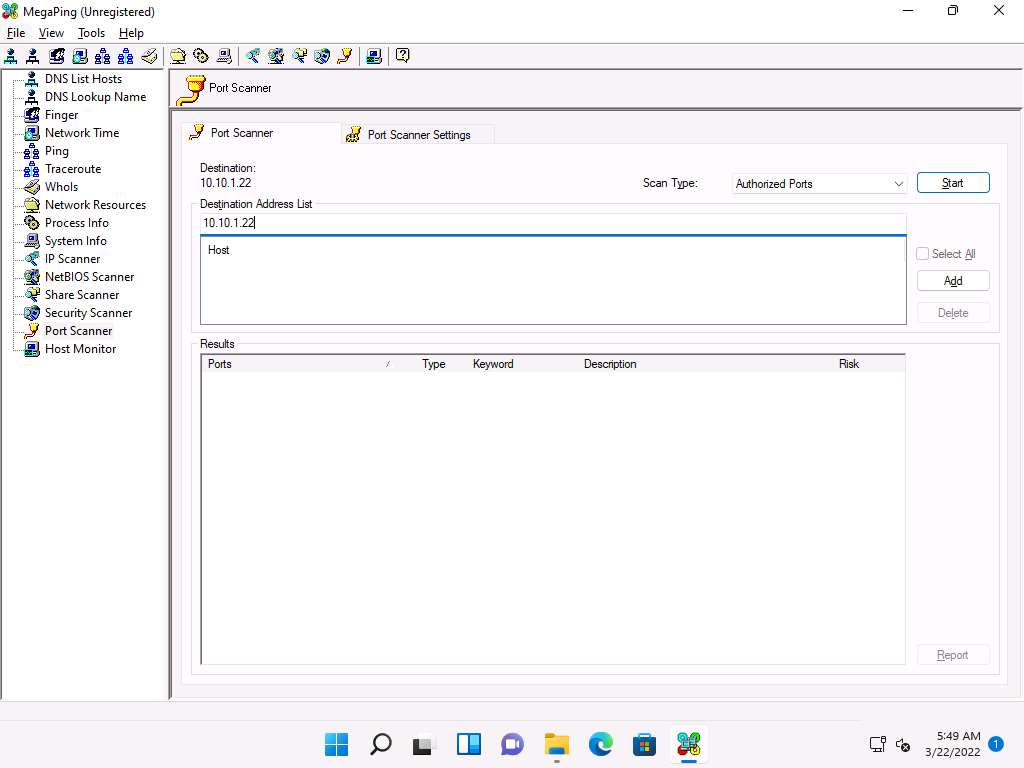 MegaPing (Unregistered)
File View Tools Help
DNS List Hosts
DNS Lookup Name
Finger
Network Time
Ping
Traceroute
WhoIs
Network Resources
Process Info
System Info
IP Scanner
NetBIOS Scanner
Share Scanner
Security Scanner
Port Scanner
Host Monitor
Port Scanner
Port Scanner
Port Scanner Settings
Destination:
10.10.1.22
Scan Type:
Authorized Ports
Start
Destination Address List
10.10.1.22
Host
Select All
Add
Delete
Results
Ports Type Keyword Description Risk
Report
5:49 AM
3/22/2022
1